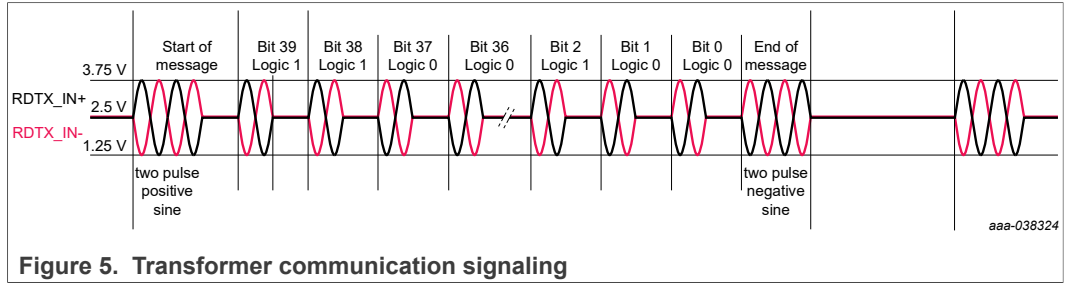 Start of
message
Bit 39
Logic 1
Bit 38
Logic 1
Bit 37
Logic 0
Bit 36
Logic 0
Bit 2
Logic 1
Bit 1
Logic 0
Bit 0
Logic 0
End of
message
3.75 V
RDTX_IN+
2.5 V
RDTX_IN-
1.25 V
two pulse
positive
sine
two pulse
negative
sine
aaa-038324
Figure 5. Transformer communication signaling